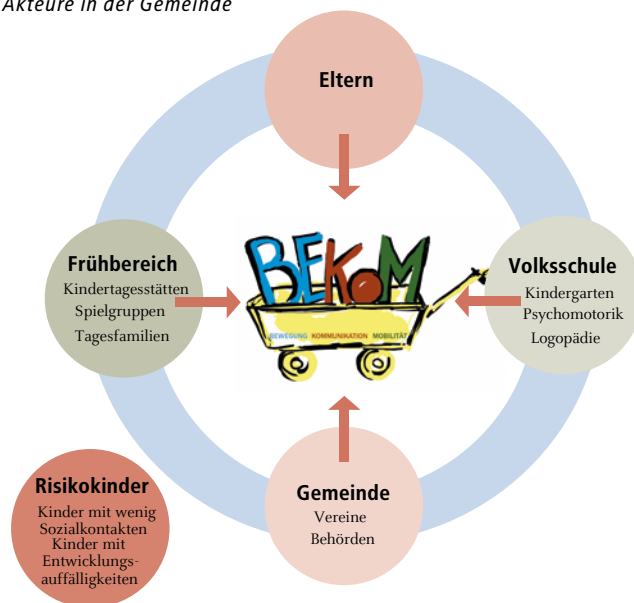 Akteure in der Gemeinde
Eltern
Frühbereich
Kindertagesstätten
Spielgruppen
Tagesfamilien
BEKoM
BEWEGUNG KOMMUNIKATION MOBILITÄT
Volksschule
Kindergarten
Psychomotorik
Logopädie
Risikokinder
Kinder mit wenig
Sozialkontakten
Kinder mit
Entwicklungs-
auffälligkeiten
Gemeinde
Vereine
Behörden